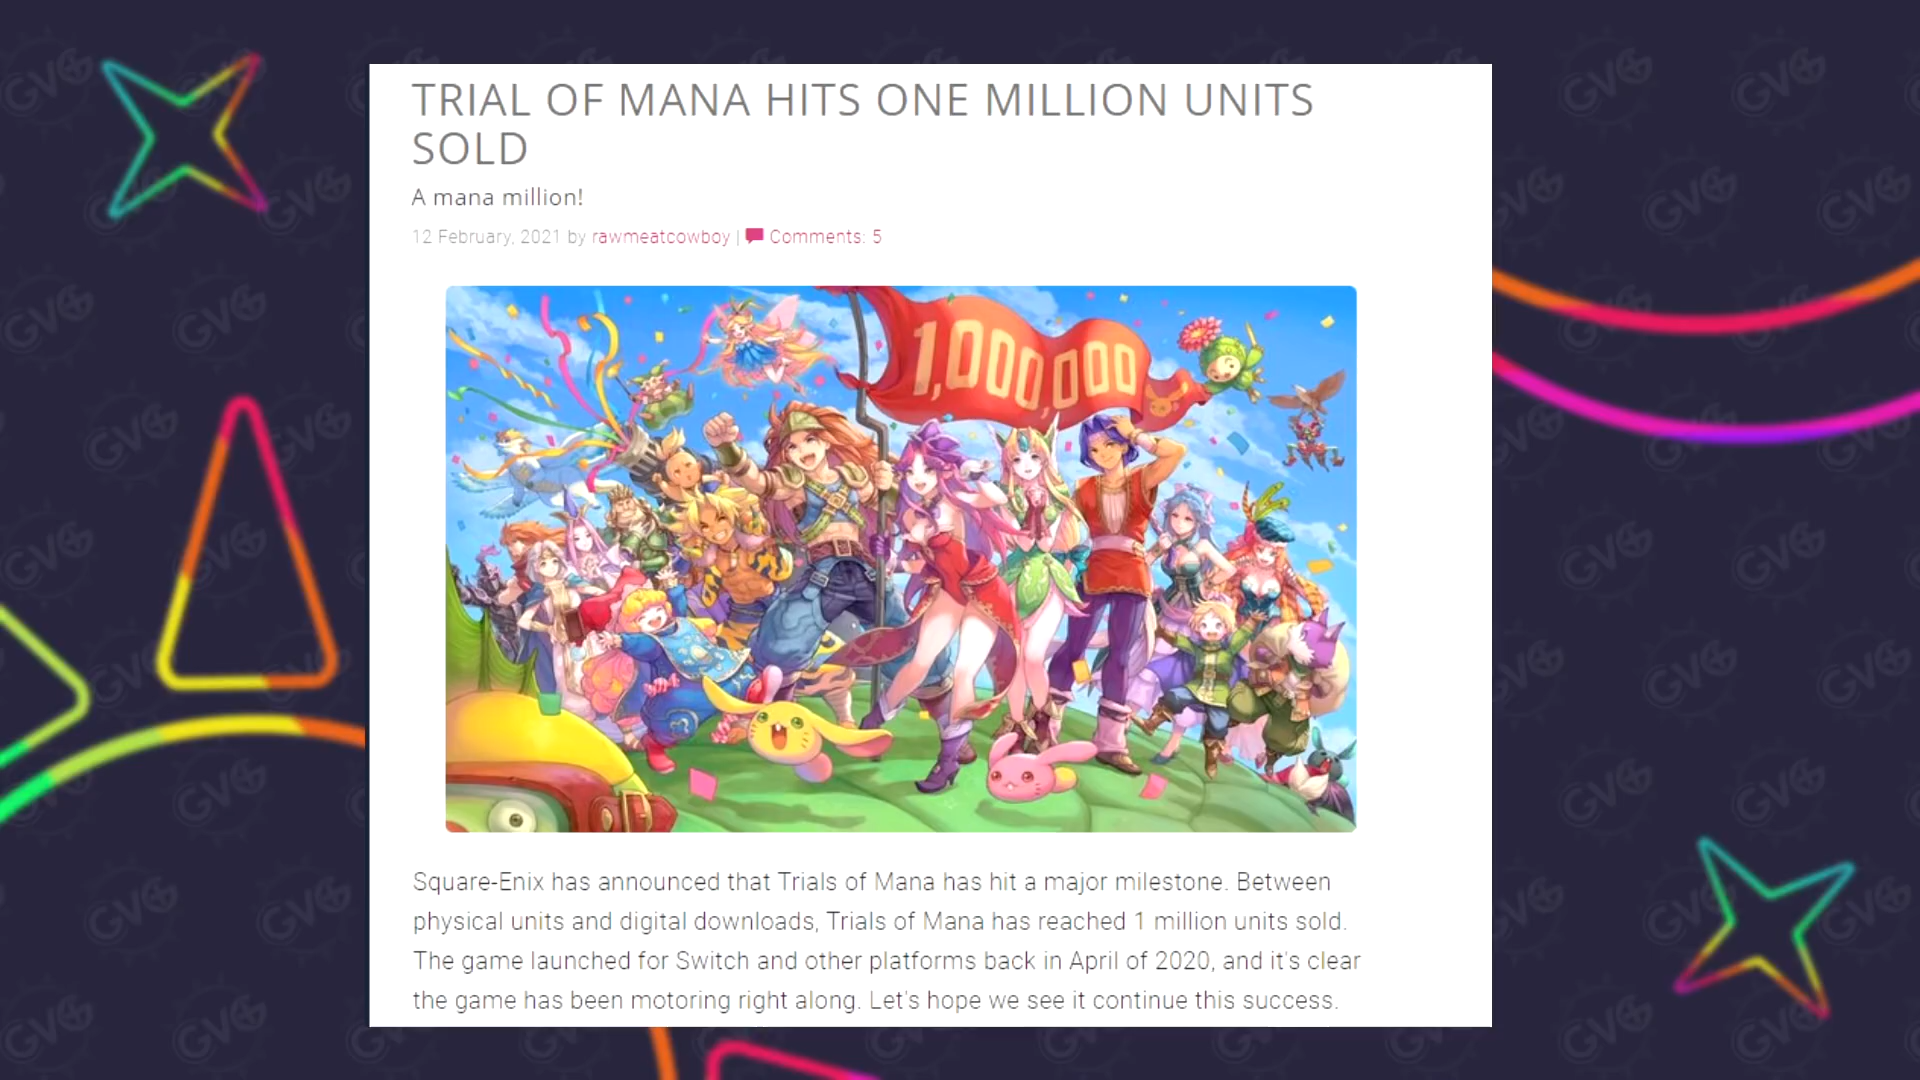 TRIAL OF MANA HITS ONE MILLION UNITS
SOLD
A mana million!
12 February, 2021 by rawmeatcowboy | Comments: 5
1,000,000
Square-Enix has announced that Trials of Mana has hit a major milestone. Between
physical units and digital downloads, Trials of Mana has reached 1 million units sold.
The game launched for Switch and other platforms back in April of 2020, and it's clear
the game has been motoring right along. Let's hope we see it continue this success.